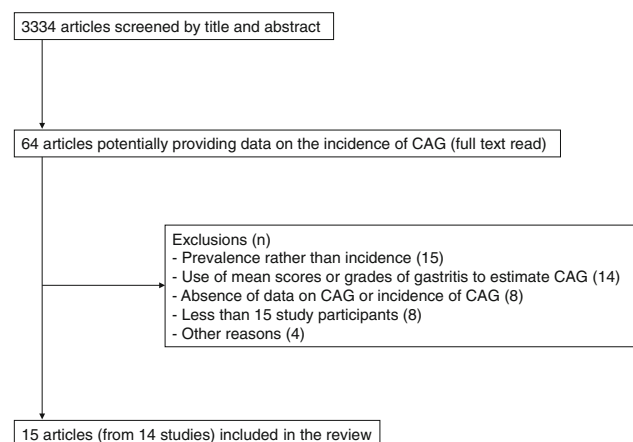 3334 articles screened by title and abstract
64 articles potentially providing data on the incidence of CAG (full text read)
Exclusions (n)
- Prevalence rather than incidence (15)
- Use of mean scores or grades of gastritis to estimate CAG (14)
- Absence of data on CAG or incidence of CAG (8)
- Less than 15 study participants (8)
- Other reasons (4)
15 articles (from 14 studies) included in the review